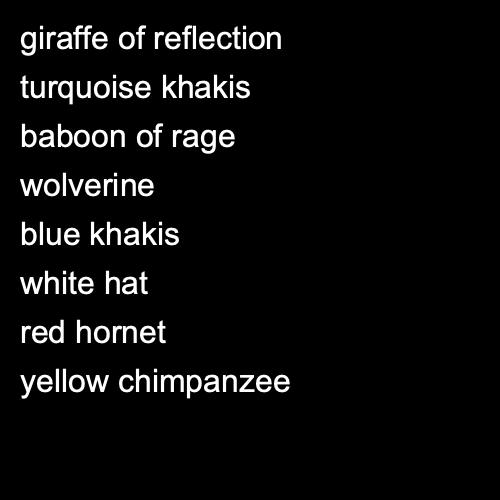 giraffe of reflection
turquoise khakis
baboon of rage
wolverine
blue khakis
white hat
red hornet
yellow chimpanzee